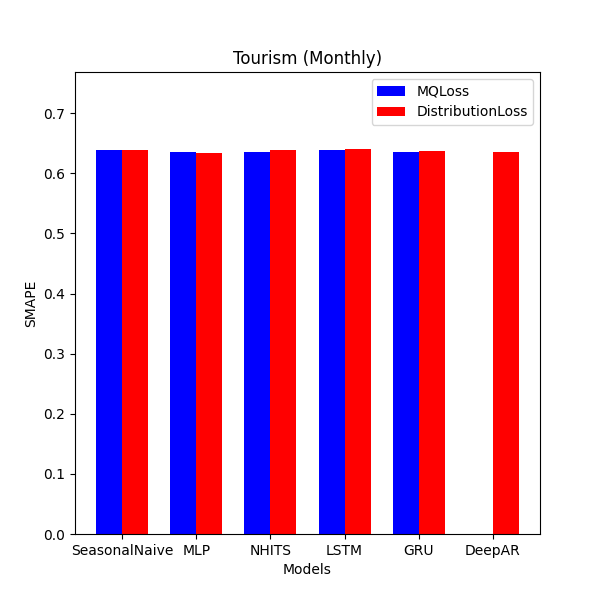 Tourism (Monthly)
MQLoss
DistributionLoss
SMAPE
0.7
0.6
0.5
0.4
0.3
0.2
0.1
0.0
SeasonalNaive MLP NHITS LSTM GRU DeepAR
Models